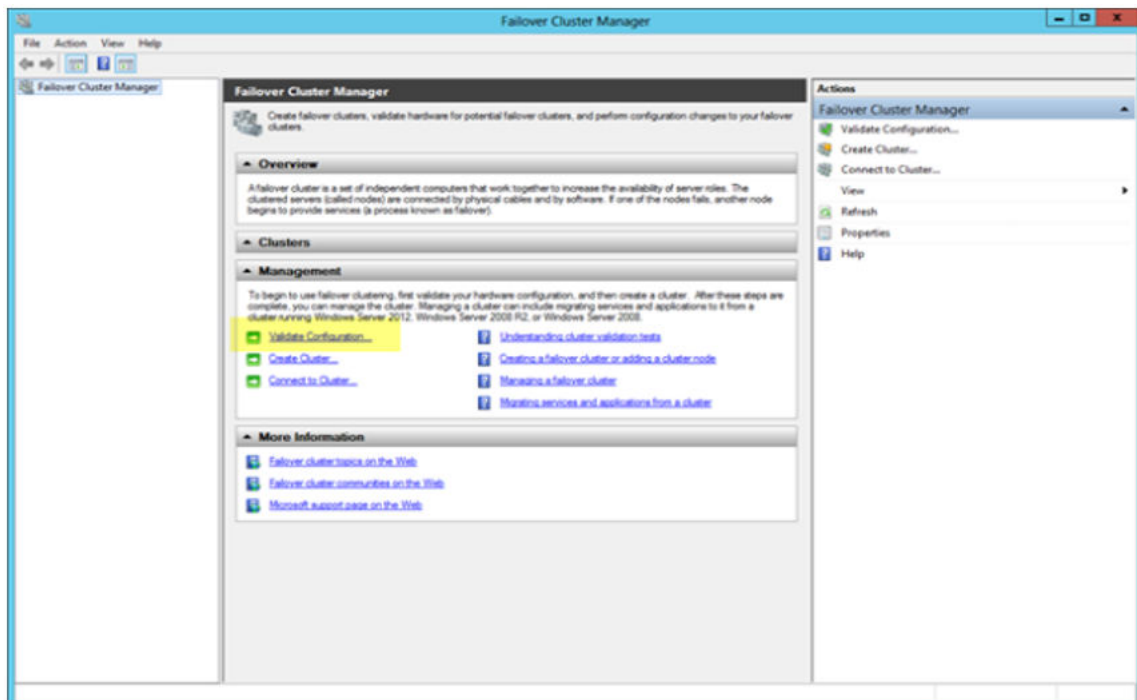 Failover Cluster Manager
File Action View Help
Failover Cluster Manager
Failover Cluster Manager
Create failover clusters, validate hardware for potential failover clusters, and perform configuration changes to your failover
clusters.
Overview
A failover cluster is a set of independent computers that work together to increase the availability of server roles. The
clustered servers (called nodes) are connected by physical cables and by software. If one of the nodes fails, another node
begins to provide services (a process known as failover).
Clusters
Management
To begin to use failover clustering, first validate your hardware configuration, and then create a cluster. After these steps are
complete, you can manage the cluster. Managing a cluster can include migrating services and applications to it from a
cluster running Windows Server 2012, Windows Server 2008 R2, or Windows Server 2008.
Validate Configuration...
Create Cluster...
Connect to Cluster...
Understanding cluster validation tests
Creating a failover cluster or adding a cluster node
Managing a failover cluster
Migrating services and applications from a cluster
More Information
Failover cluster topics on the Web
Failover cluster communities on the Web
Microsoft support page on the Web
Actions
Failover Cluster Manager
Validate Configuration...
Create Cluster...
Connect to Cluster...
View
Refresh
Properties
Help